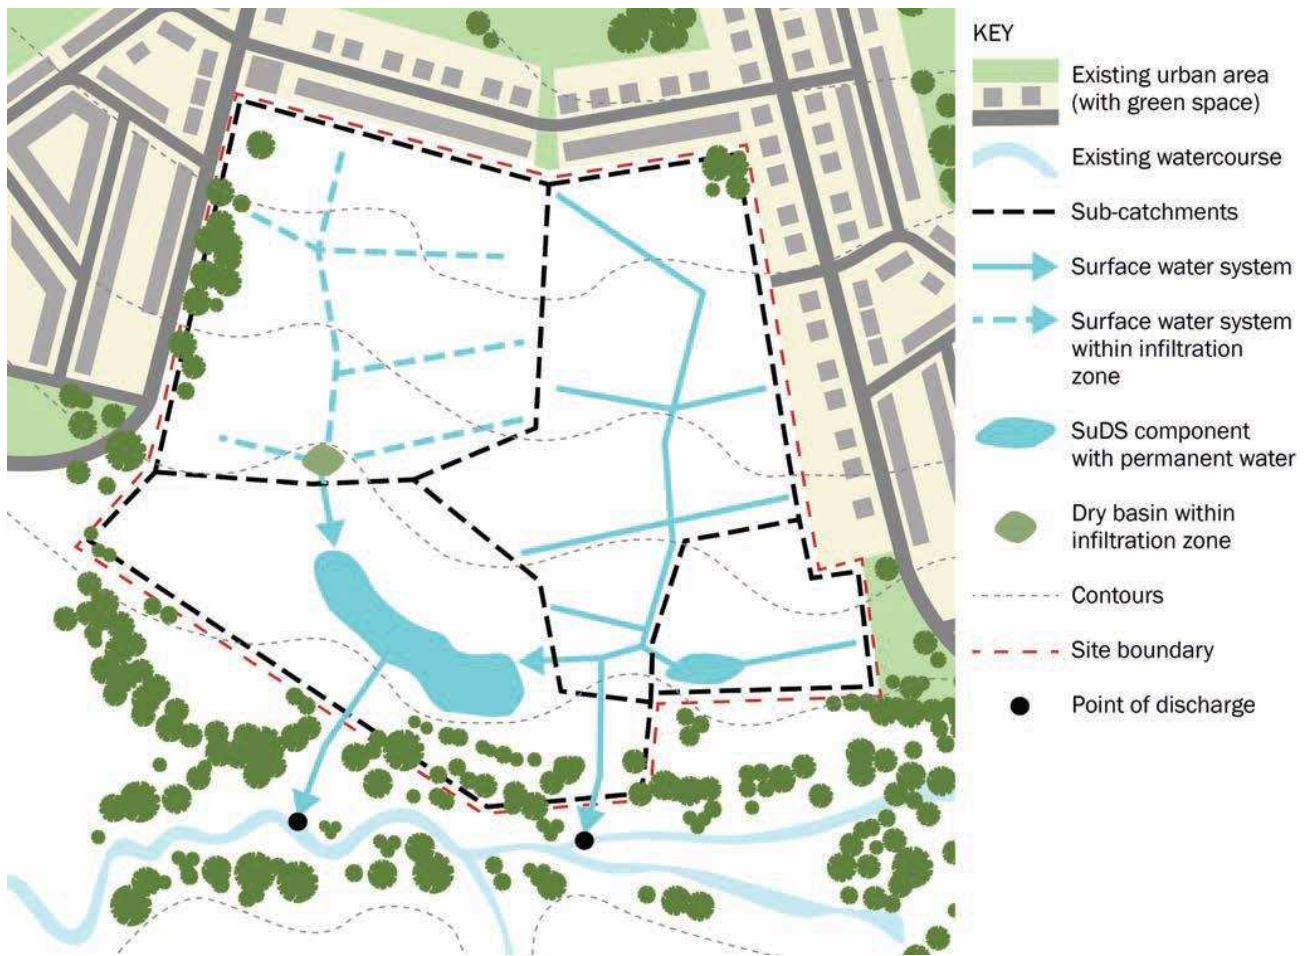 KEY
Existing urban area
(with green space)
Existing watercourse
Sub-catchments
Surface water system
Surface water system
within infiltration
zone
SuDS component
with permanent water
Dry basin within
infiltration zone
Contours
Site boundary
Point of discharge